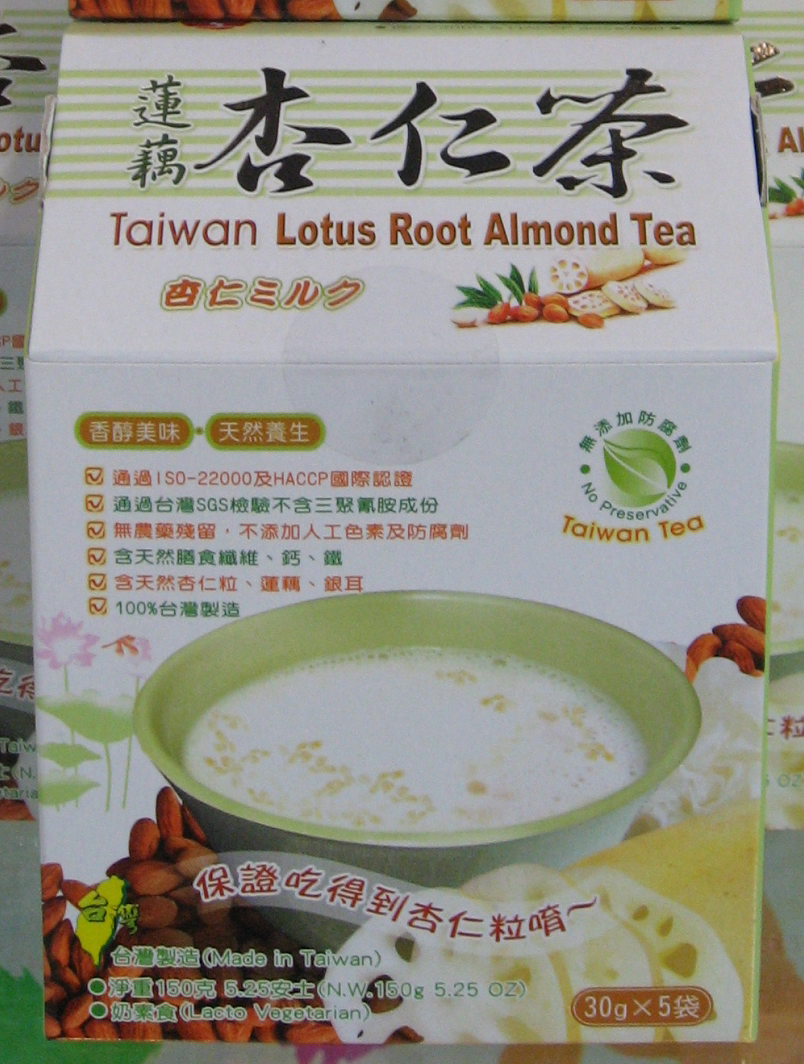 蓮藕
杏仁茶
Taiwan Lotus Root Almond Tea
杏仁ミルク
香醇美味・天然養生
通過ISO-22000及HACCP國際認證
通過台灣SGS檢驗不含三聚氰胺成份
無農藥殘留，不添加人工色素及防腐劑
含天然膳食纖維、鈣、鐵
含天然杏仁粒、蓮藕、銀耳
100%台灣製造
無添加防腐劑
No Preservative
Taiwan Tea
保證吃得到杏仁粒唷～
台灣
台灣製造(Made in Taiwan)
●淨重150克 5.25安士(N.W.150g 5.25 OZ)
●奶素食(Lacto Vegetarian)
30g×5袋